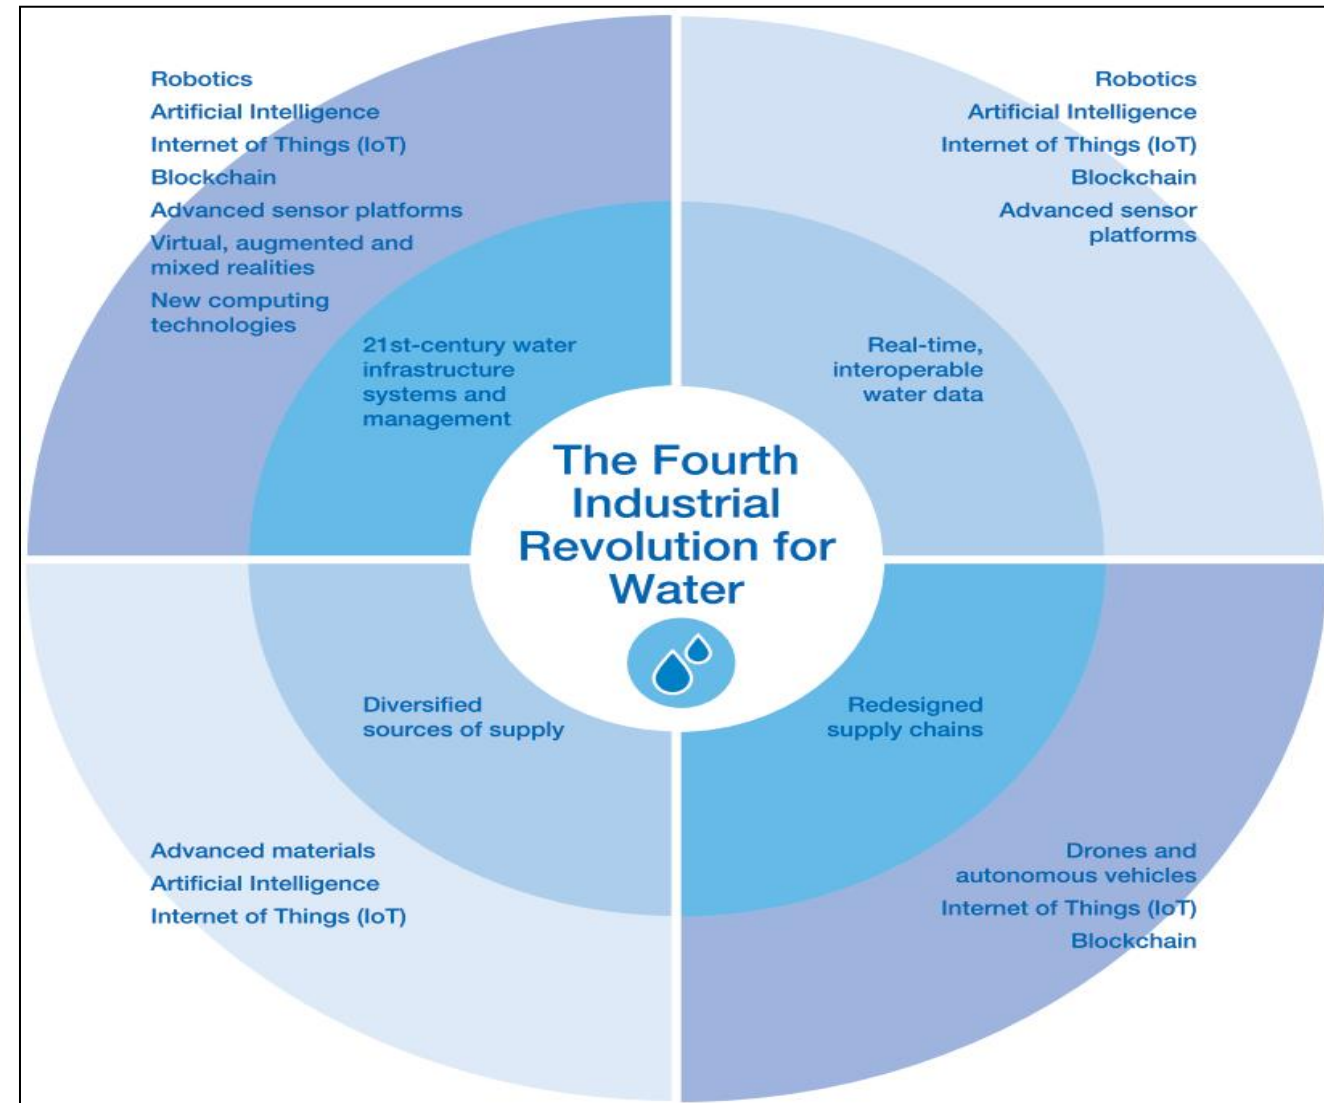 Robotics
Artificial Intelligence
Internet of Things (IoT)
Blockchain
Advanced sensor platforms
Virtual, augmented and
mixed realities
New computing
technologies
21st-century water
infrastructure
systems and
management
Robotics
Artificial Intelligence
Internet of Things (IoT)
Blockchain
Advanced sensor
platforms
Real-time,
interoperable
water data
The Fourth
Industrial
Revolution for
Water
Diversified
sources of supply
Advanced materials
Artificial Intelligence
Internet of Things (IoT)
Redesigned
supply chains
Drones and
autonomous vehicles
Internet of Things (IoT)
Blockchain